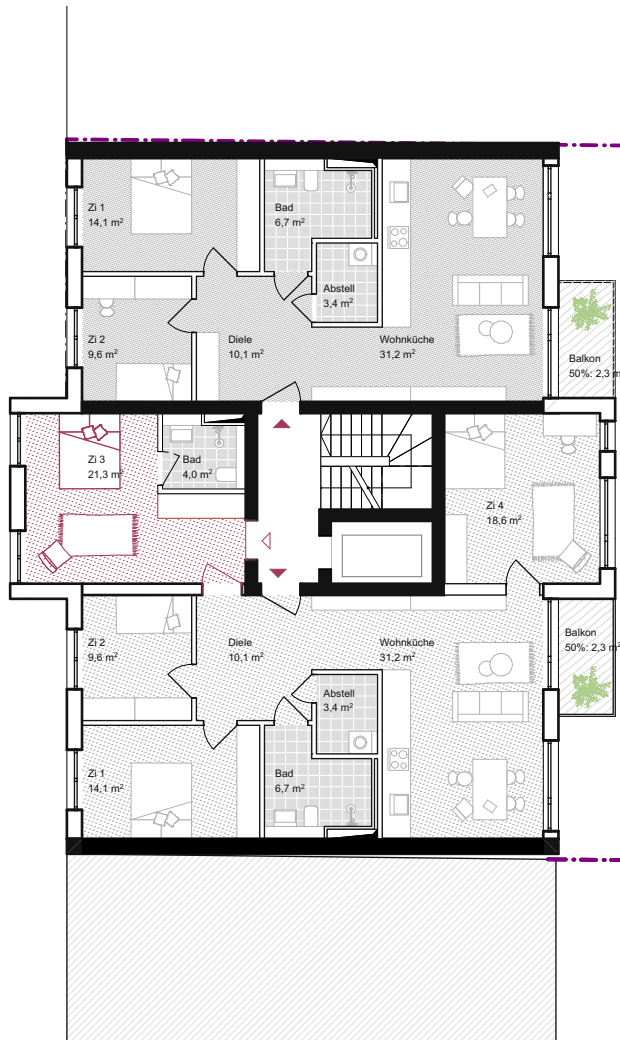 Zi 1
14,1 m²
Bad
6,7 m²
Abstell
3,4 m²
Zi 2
9,6 m²
Diele
10,1 m²
Wohnküche
31,2 m²
Balkon
50%: 2,3 m
Zi 3
21,3 m²
Bad
4,0 m²
Zi 4
18,6 m²
Zi 2
9,6 m²
Diele
10,1 m²
Wohnküche
31,2 m²
Balkon
50%: 2,3 m²
Abstell
3,4 m²
Zi 1
14,1 m²
Bad
6,7 m²